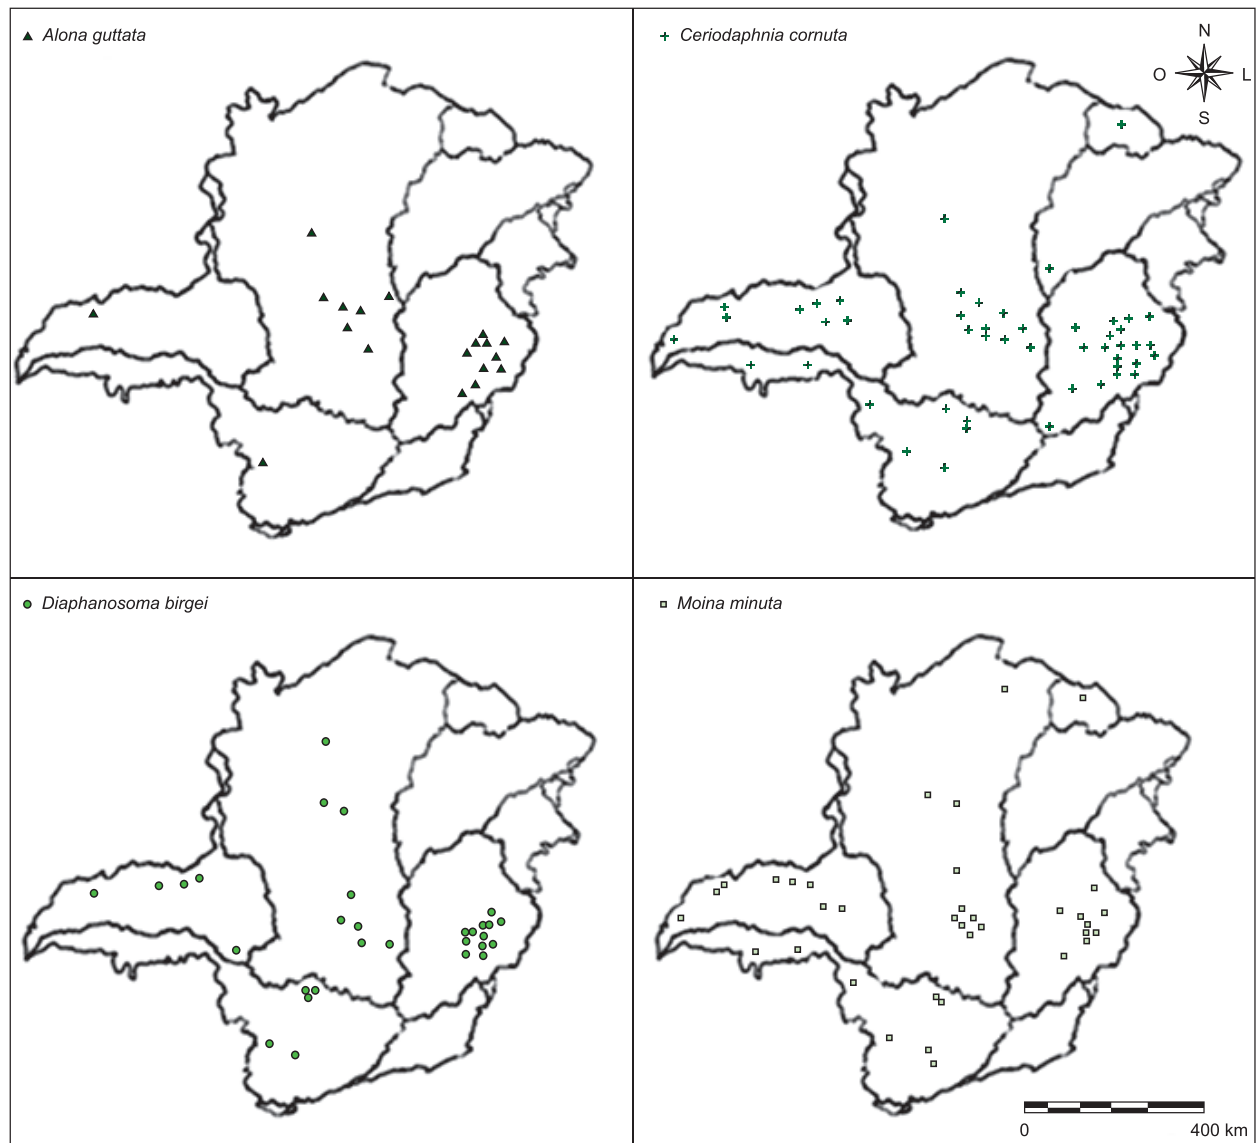 Alona guttata
Ceriodaphnia cornuta
N
O L
S
Diaphanosoma birgei
Moina minuta
0 400 km